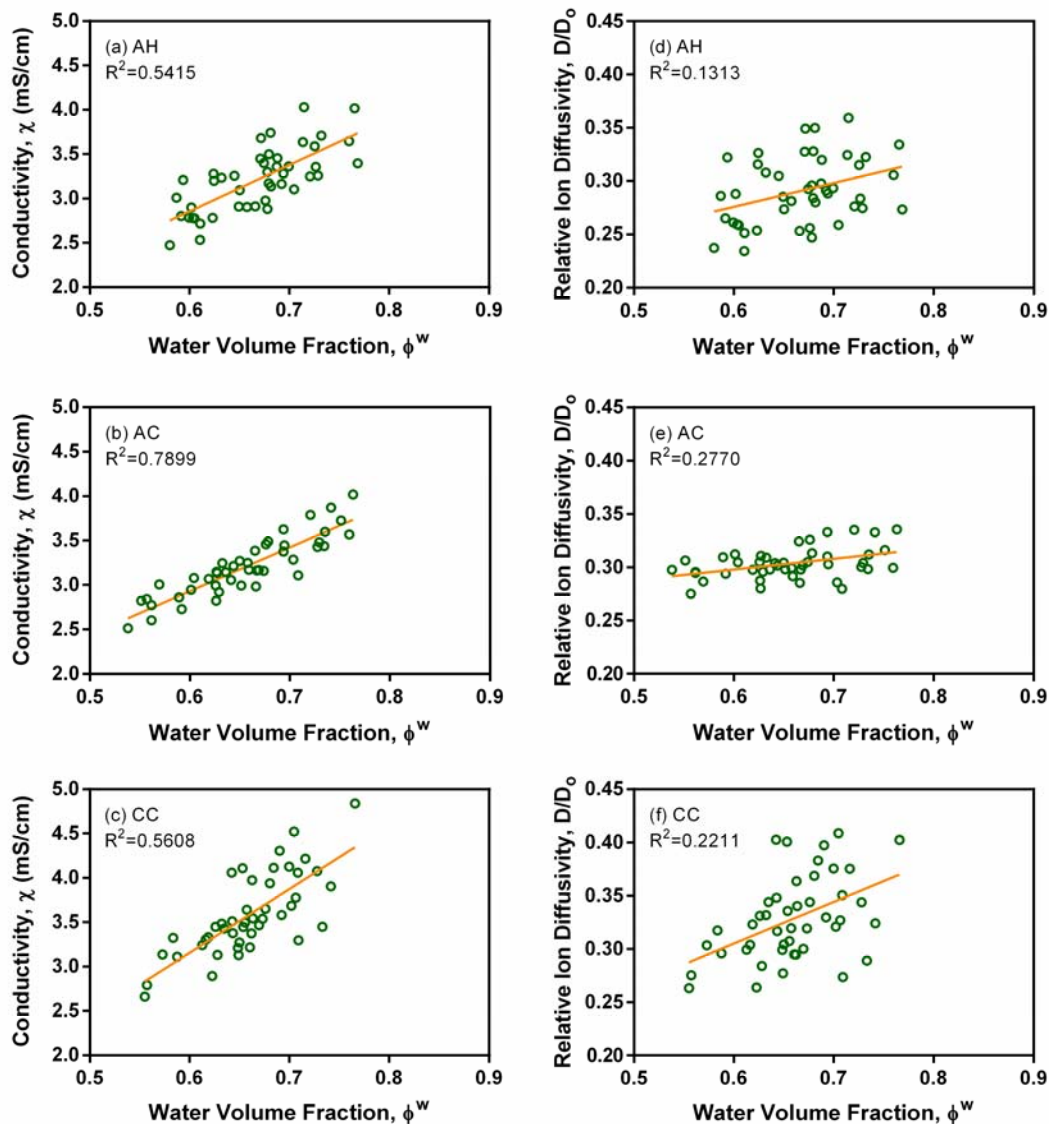 (a) AH
R²=0.5415
Conductivity, χ (mS/cm)
5.0
4.5
4.0
3.5
3.0
2.5
2.0
0.5 0.6 0.7 0.8 0.9
Water Volume Fraction, ϕʷ
(d) AH
R²=0.1313
Relative Ion Diffusivity, D/Dₒ
0.45
0.40
0.35
0.30
0.25
0.20
0.5 0.6 0.7 0.8 0.9
Water Volume Fraction, ϕʷ
(b) AC
R²=0.7899
Conductivity, χ (mS/cm)
5.0
4.5
4.0
3.5
3.0
2.5
2.0
0.5 0.6 0.7 0.8 0.9
Water Volume Fraction, ϕʷ
(e) AC
R²=0.2770
Relative Ion Diffusivity, D/Dₒ
0.45
0.40
0.35
0.30
0.25
0.20
0.5 0.6 0.7 0.8 0.9
Water Volume Fraction, ϕʷ
(c) CC
R²=0.5608
Conductivity, χ (mS/cm)
5.0
4.5
4.0
3.5
3.0
2.5
2.0
0.5 0.6 0.7 0.8 0.9
Water Volume Fraction, ϕʷ
(f) CC
R²=0.2211
Relative Ion Diffusivity, D/Dₒ
0.45
0.40
0.35
0.30
0.25
0.20
0.5 0.6 0.7 0.8 0.9
Water Volume Fraction, ϕʷ